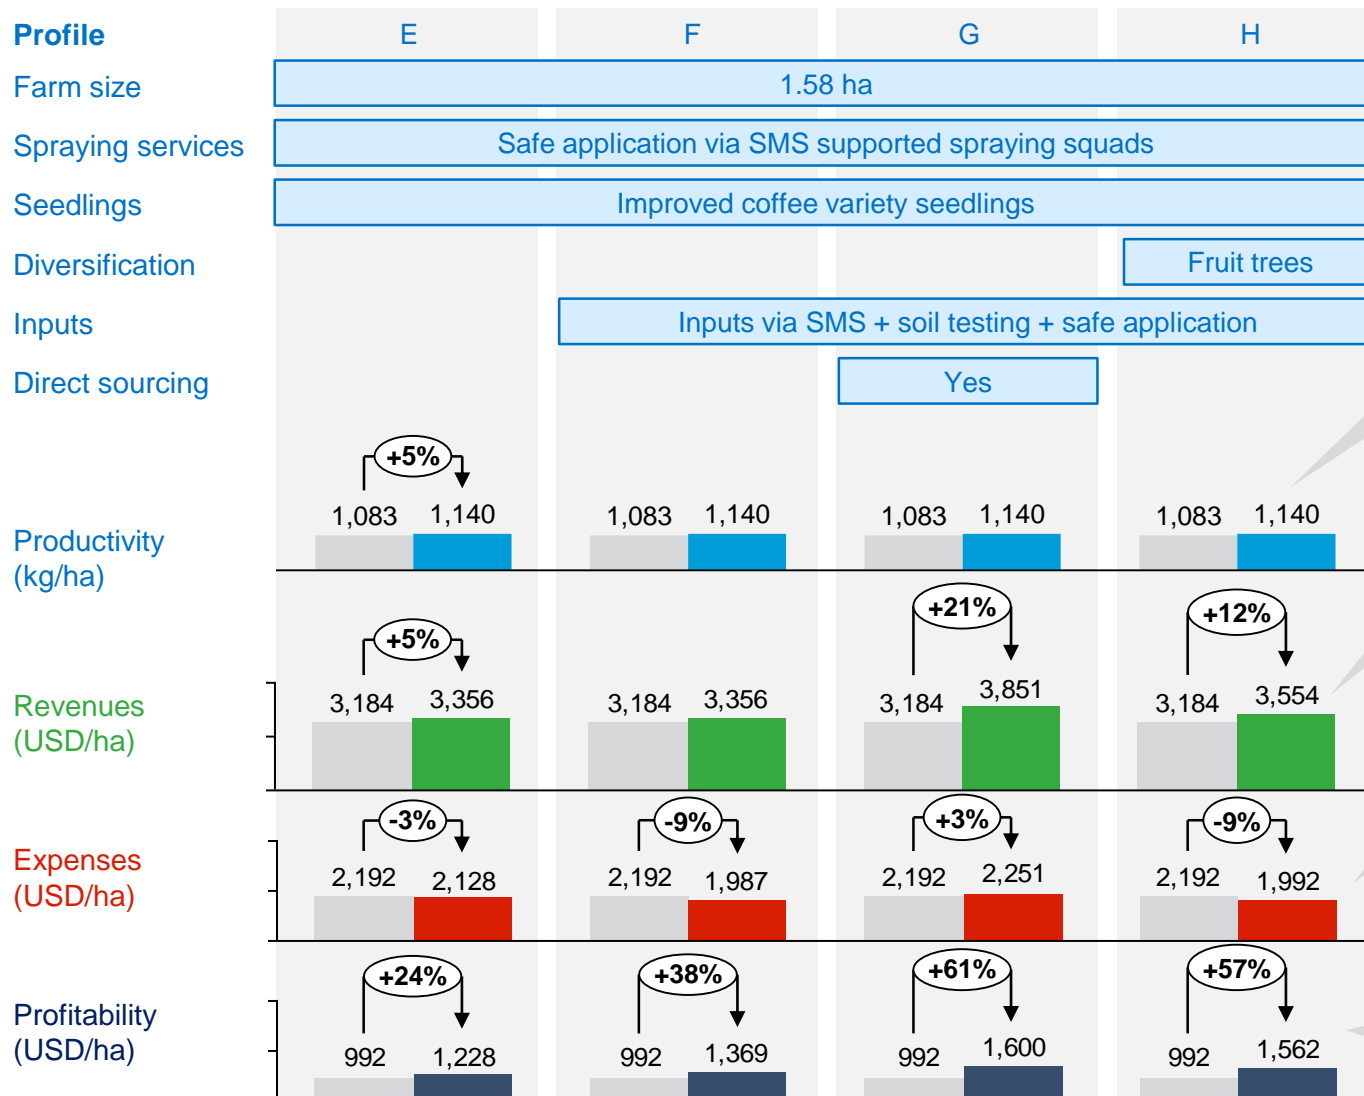 Profile E F G H
Farm size 1.58 ha
Spraying services Safe application via SMS supported spraying squads
Seedlings Improved coffee variety seedlings
Diversification Fruit trees
Inputs Inputs via SMS + soil testing + safe application
Direct sourcing Yes
+5%
1,083 1,140 1,083 1,140 1,083 1,140 1,083 1,140
Productivity
(kg/ha)
+5% +21% +12%
3,184 3,356 3,184 3,356 3,184 3,851 3,184 3,554
Revenues
(USD/ha)
-3% -9% +3% -9%
2,192 2,128 2,192 1,987 2,192 2,251 2,192 1,992
Expenses
(USD/ha)
+24% +38% +61% +57%
Profitability
(USD/ha)
992 1,228 992 1,369 992 1,600 992 1,562